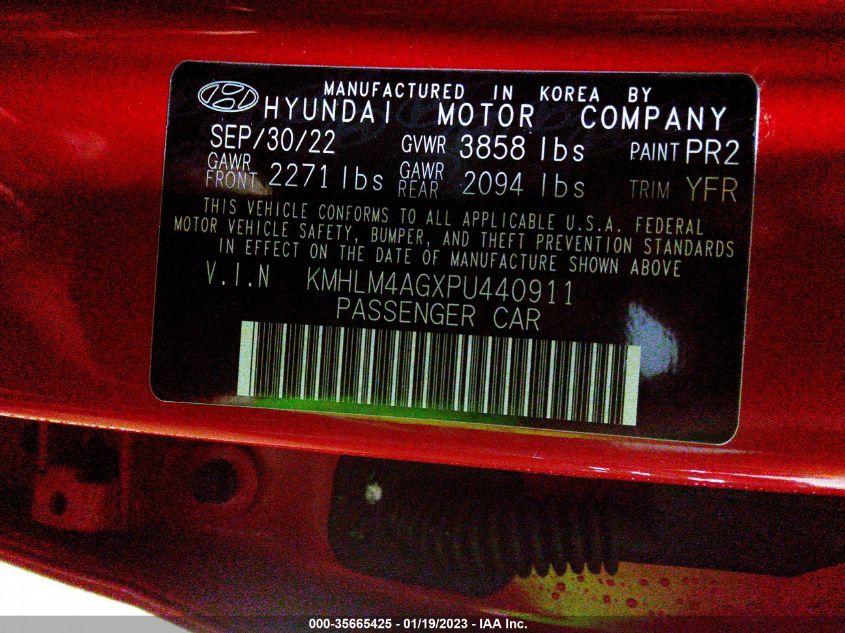 MANUFACTURED IN KOREA BY
HYUNDAI MOTOR COMPANY
SEP/30/22 GVWR 3858 lbs PAINT PR2
GAWR FRONT 2271 lbs GAWR REAR 2094 lbs TRIM YFR
THIS VEHICLE CONFORMS TO ALL APPLICABLE U.S.A. FEDERAL
MOTOR VEHICLE SAFETY, BUMPER, AND THEFT PREVENTION STANDARDS
IN EFFECT ON THE DATE OF MANUFACTURE SHOWN ABOVE
V.I.N KMHLM4AGXPU440911
PASSENGER CAR
000-35665425 - 01/19/2023 - IAA Inc.